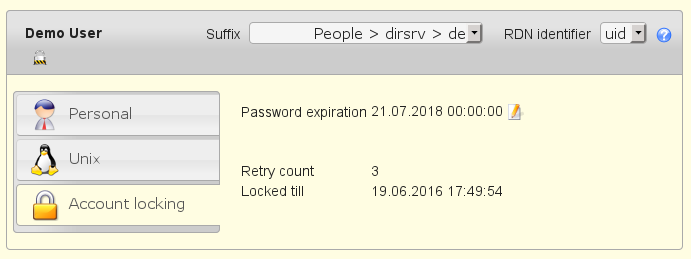 Demo User Suffix People > dirsrv > de RDN identifier uid
Personal
Password expiration 21.07.2018 00:00:00
Unix
Retry count 3
Account locking
Locked till 19.06.2016 17:49:54